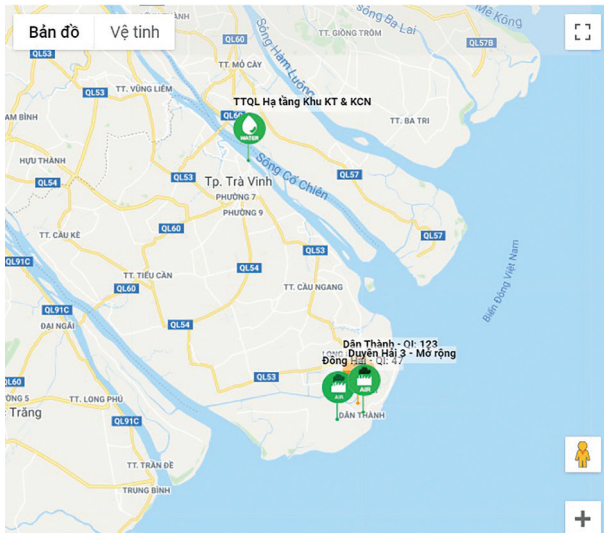 Bản đồ
Vệ tinh
Sông Ba Lai
Mê Kông
TT. GIỒNG TRÔM
QL60
QL57B
QL53
Sông Hàm Luông
TT. MỎ CÀY
TT. VŨNG LIÊM
QL53
TTQL Hạ tầng Khu KT & KCN
QL60
TT. BA TRI
AM BÌNH
WATER
HỰU THÀNH
Sông Cổ Chiên
QL54
QL53
QL57
Tp. Trà Vinh
PHƯỜNG 7
PHƯỜNG 9
TT. CẦU KÈ
QL60
QL57
QL53
QL91C
QL54
Biển Đông Việt Nam
TT. TIỂU CẦN
QL60
TT. CẦU NGANG
QL91C
ĐẠI NGÃI
QL54
Dân Thành - QI: 123
Duyên Hải 3 - Mở rộng
Đông Hải - QI: 47
QL53
AIR
AIR
TT. LONG PHÚ
Trăng
DÂN THÀNH
QL91C
TT. TRẦN ĐỀ
TRUNG BÌNH